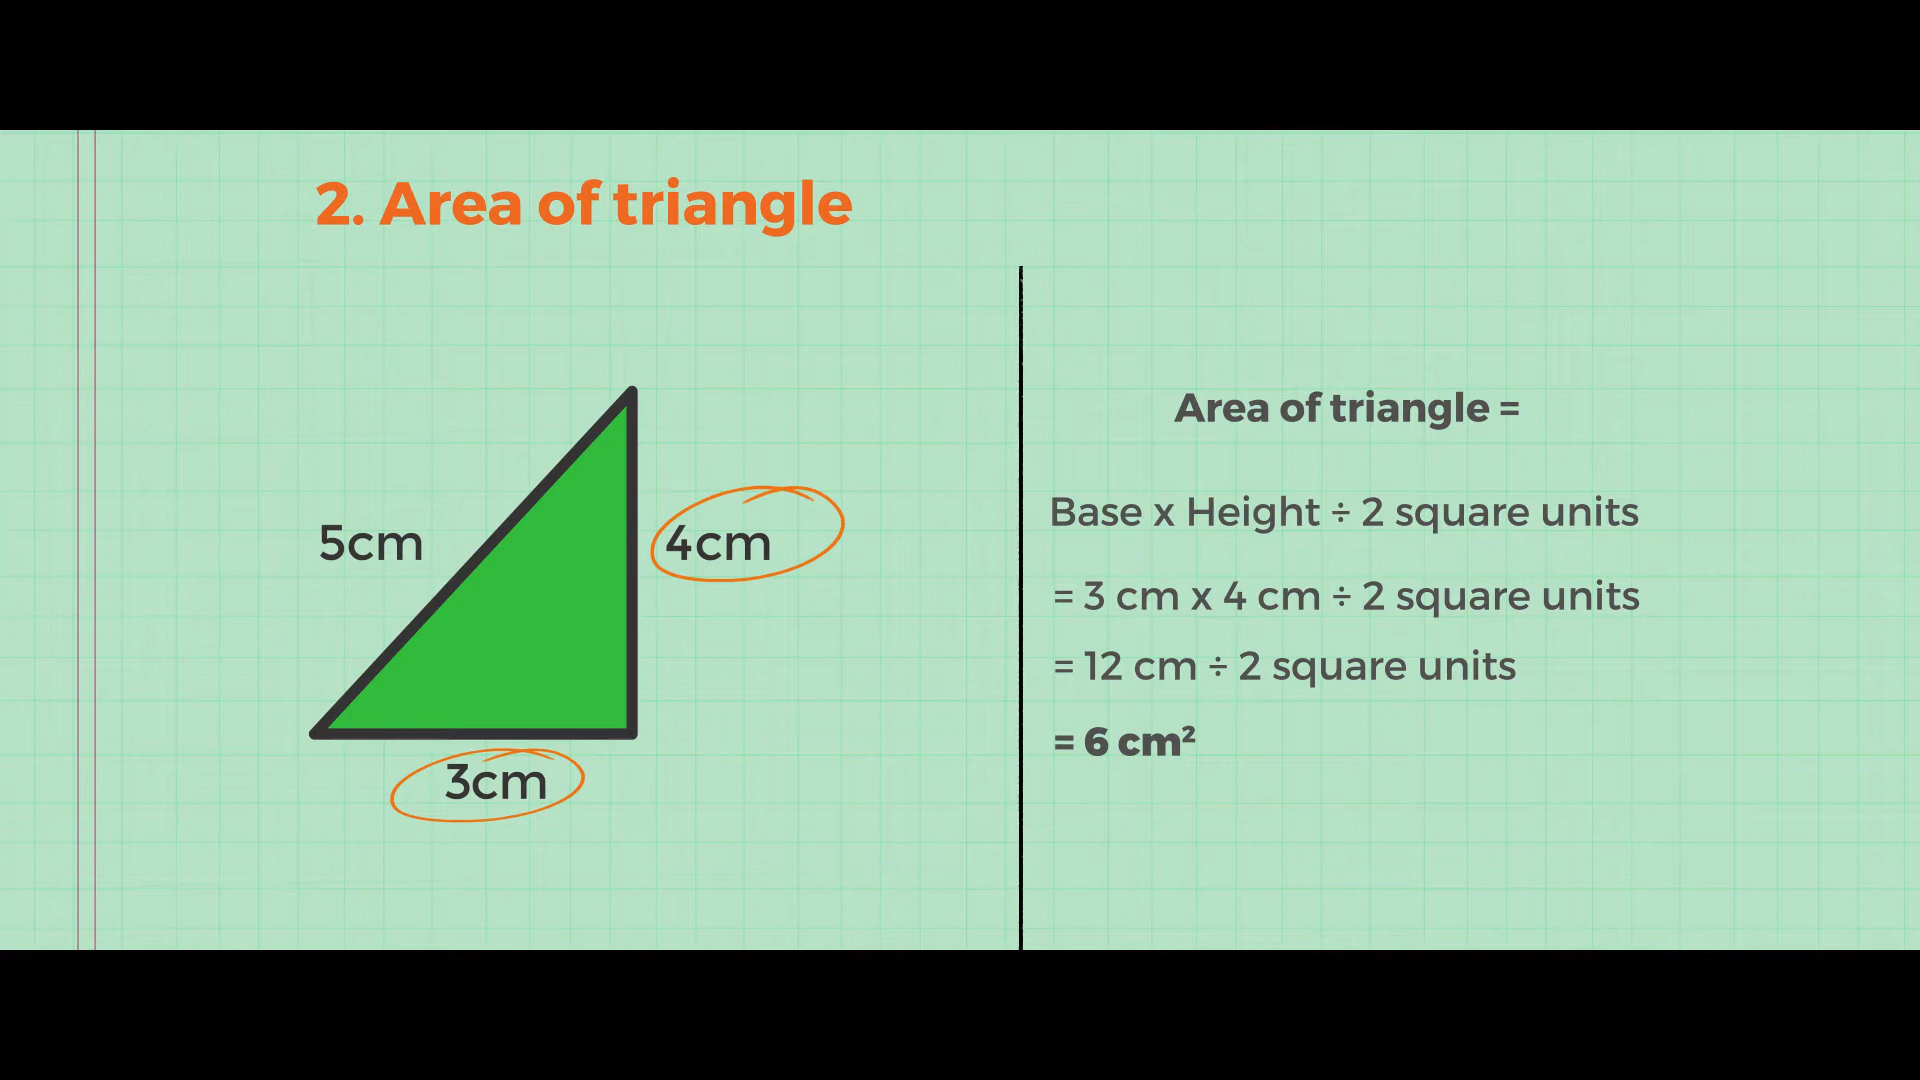 2. Area of triangle
5cm
4cm
3cm
Area of triangle =
Base x Height ÷ 2 square units
= 3 cm x 4 cm ÷ 2 square units
= 12 cm ÷ 2 square units
= 6 cm²